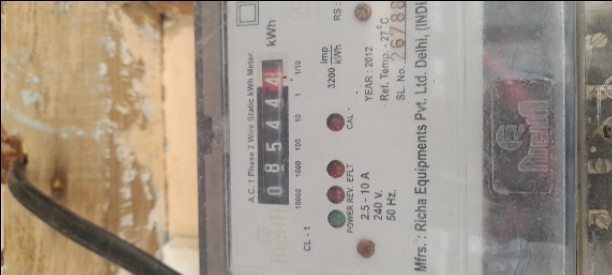 A.C. 1 Phase 2 Wire Static kWh Meter.
0 8 5 4 4 4 kWh
10000 1000 100 10 1 1/10
CL - 1
3200 Imp/kWh
RS.
POWER REV. EFLT
CAL
2.5 - 10 A
240 V.
50 Hz.
YEAR : 2012
Ref. Temp. - 27°C
SL. No.
Mfrs. : Richa Equipments Pvt. Ltd. Delhi, (INDI